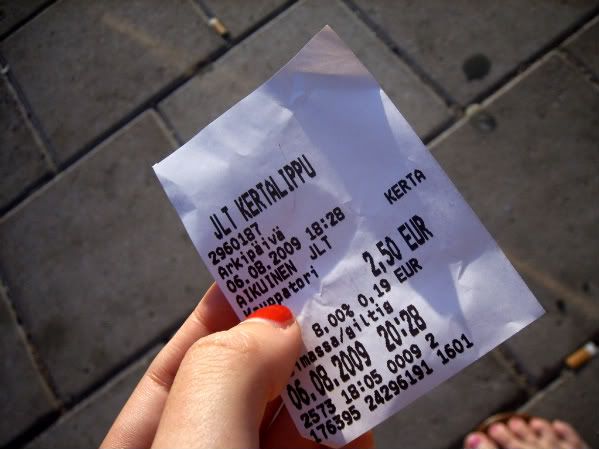 JLT KERTALIPPU
2960187 KERTA
Arkipäivä
06.08.2009 18:28
AIKUINEN JLT 2,50 EUR
Kauppatori
8.00% 0,19 EUR
massa/giltig
06.08.2009 20:28
2573 18:05 0009 2
176395 24296191 1601